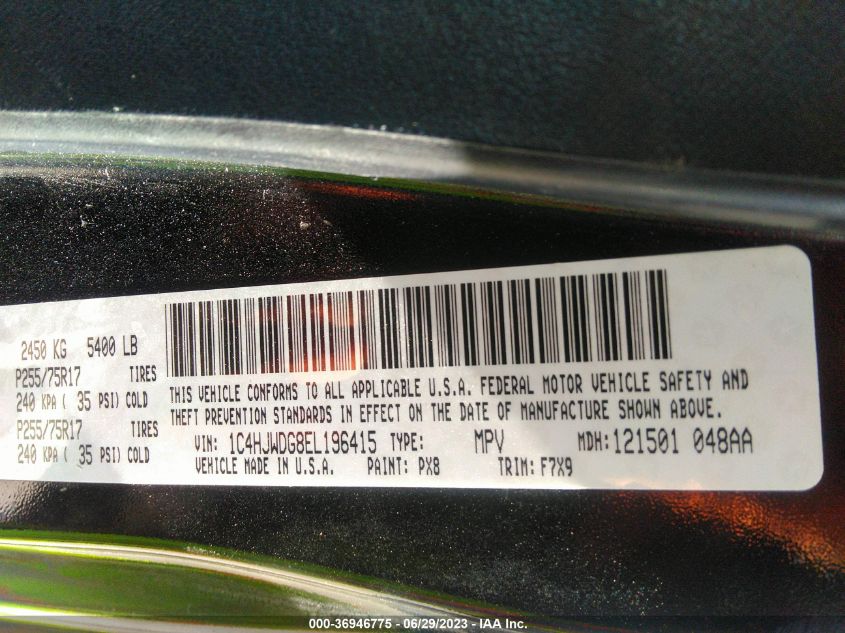 2450 KG 5400 LB
P255/75R17 TIRES
240 KPA ( 35 PSI) COLD
P255/75R17 TIRES
240 KPA ( 35 PSI) COLD
THIS VEHICLE CONFORMS TO ALL APPLICABLE U.S.A. FEDERAL MOTOR VEHICLE SAFETY AND
THEFT PREVENTION STANDARDS IN EFFECT ON THE DATE OF MANUFACTURE SHOWN ABOVE.
VIN: 1C4HJWDG8EL196415 TYPE: MPV MDH:121501 048AA
VEHICLE MADE IN U.S.A. PAINT: PX8 TRIM: F7X9
000-36946775 - 06/29/2023 - IAA Inc.